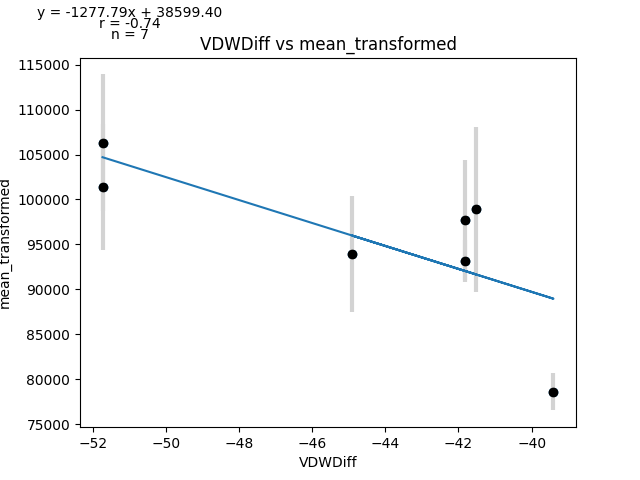 y = -1277.79x + 38599.40
r = -0.74
n = 7
VDWDiff vs mean_transformed
115000
110000
105000
100000
95000
90000
85000
80000
75000
mean_transformed
−52
−50
−48
−46
−44
−42
−40
VDWDiff